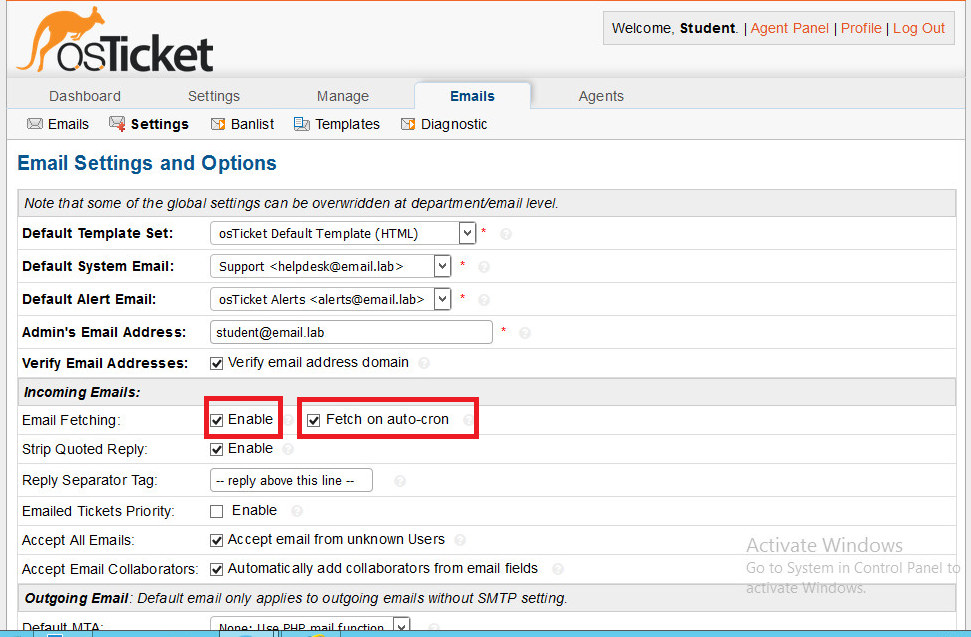 osTicket
Welcome, Student. | Agent Panel | Profile | Log Out
Dashboard Settings Manage Emails Agents
Emails Settings Banlist Templates Diagnostic
Email Settings and Options
Note that some of the global settings can be overwridden at department/email level.
Default Template Set: osTicket Default Template (HTML) * ?
Default System Email: Support <helpdesk@email.lab> * ?
Default Alert Email: osTicket Alerts <alerts@email.lab> * ?
Admin's Email Address: student@email.lab * ?
Verify Email Addresses: Verify email address domain ?
Incoming Emails:
Email Fetching: Enable ? Fetch on auto-cron ?
Strip Quoted Reply: Enable ?
Reply Separator Tag: -- reply above this line -- ?
Emailed Tickets Priority: Enable ?
Accept All Emails: Accept email from unknown Users ?
Accept Email Collaborators: Automatically add collaborators from email fields ?
Activate Windows
Go to System in Control Panel to
activate Windows.
Outgoing Email: Default email only applies to outgoing emails without SMTP setting.
Default MTA: None: Use PHP mail function ?